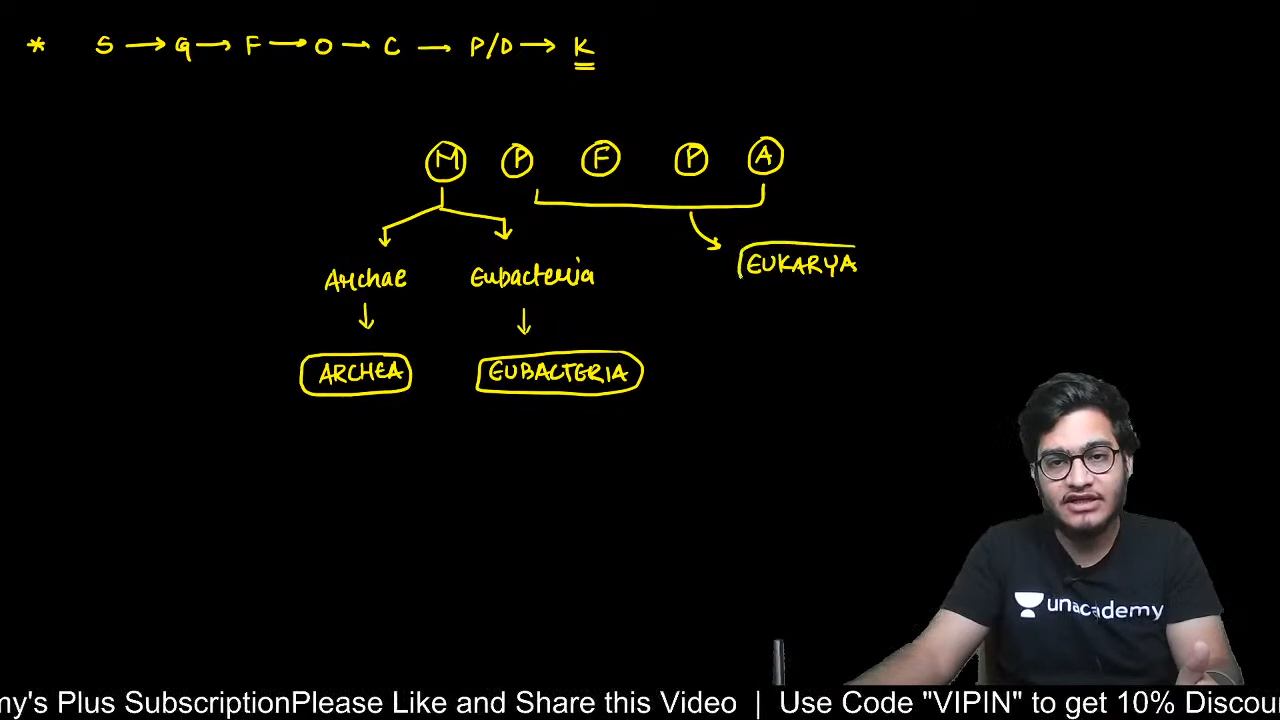 * S → G → F → O → C → P/D → K
M P F P A
Archae Eubacteria EUKARYA
ARCHEA EUBACTERIA
unacademy
my's Plus SubscriptionPlease Like and Share this Video | Use Code "VIPIN" to get 10% Discou